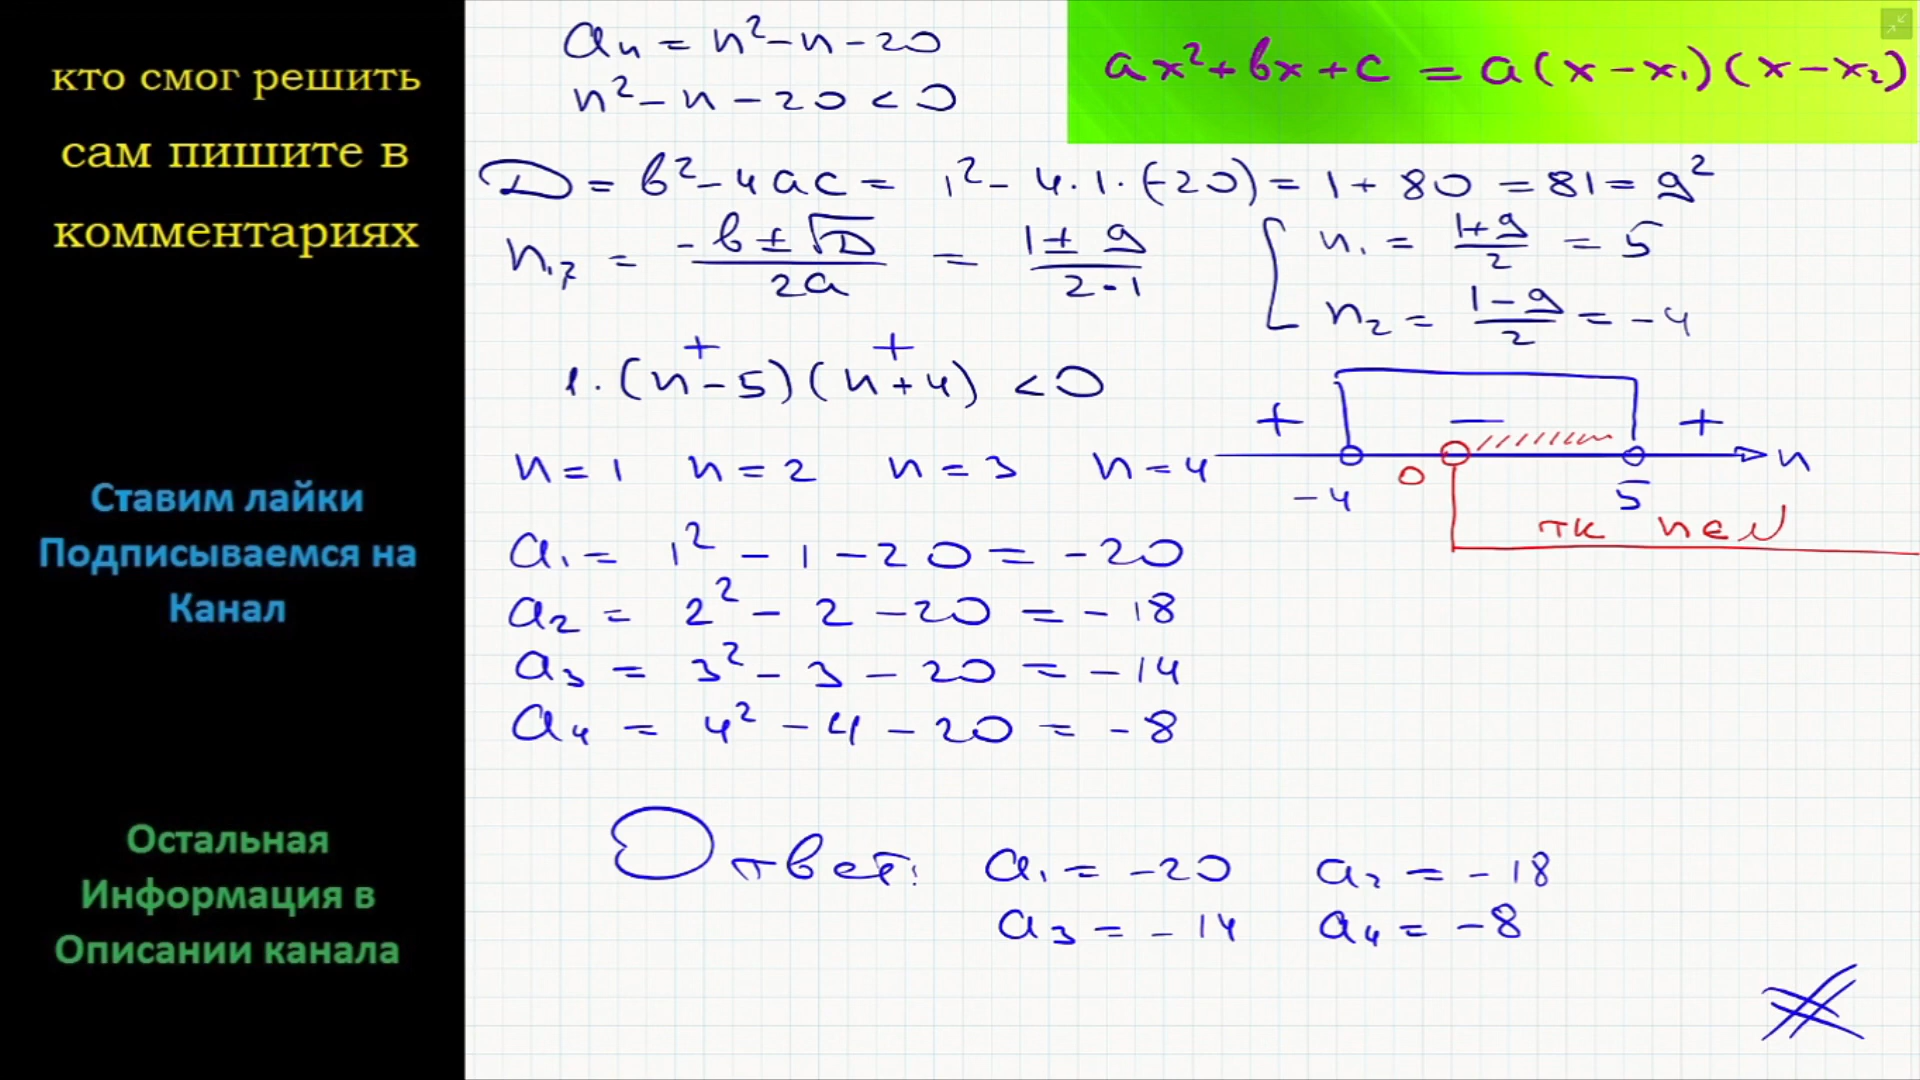 кто смог решить
сам пишите в
комментариях
Ставим лайки
Подписываемся на
Канал
Остальная
Информация в
Описании канала
aₙ = n² − n − 20
n² − n − 20 < 0
ax² + bx + c = a(x − x₁)(x − x₂)
D = b² − 4ac = 1² − 4·1·(−20) = 1 + 80 = 81 = 9²
n₁,₂ = (−b ± √D)/(2a) = (1 ± 9)/(2·1)
n₁ = (1+9)/2 = 5
n₂ = (1−9)/2 = −4
+ +
1·(n − 5)(n + 4) < 0
+ − +
−4 0 5 n
тк n ∈ N
n = 1 n = 2 n = 3 n = 4
a₁ = 1² − 1 − 20 = −20
a₂ = 2² − 2 − 20 = −18
a₃ = 3² − 3 − 20 = −14
a₄ = 4² − 4 − 20 = −8
Ответ: a₁ = −20 a₂ = −18
a₃ = −14 a₄ = −8